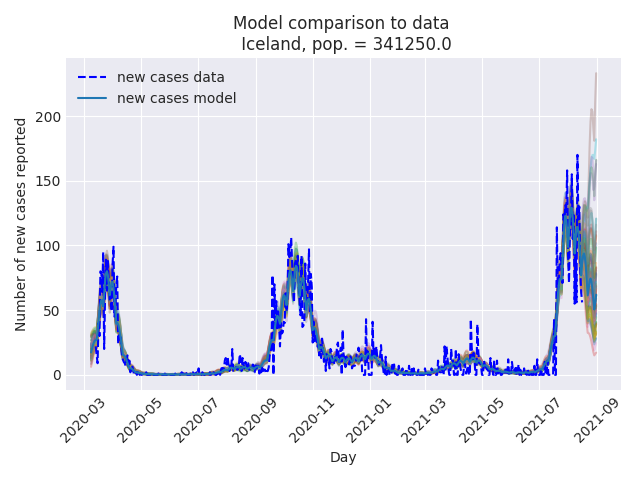 Model comparison to data
Iceland, pop. = 341250.0
new cases data
new cases model
Number of new cases reported
200
150
100
50
0
2020-03
2020-05
2020-07
2020-09
2020-11
2021-01
2021-03
2021-05
2021-07
2021-09
Day